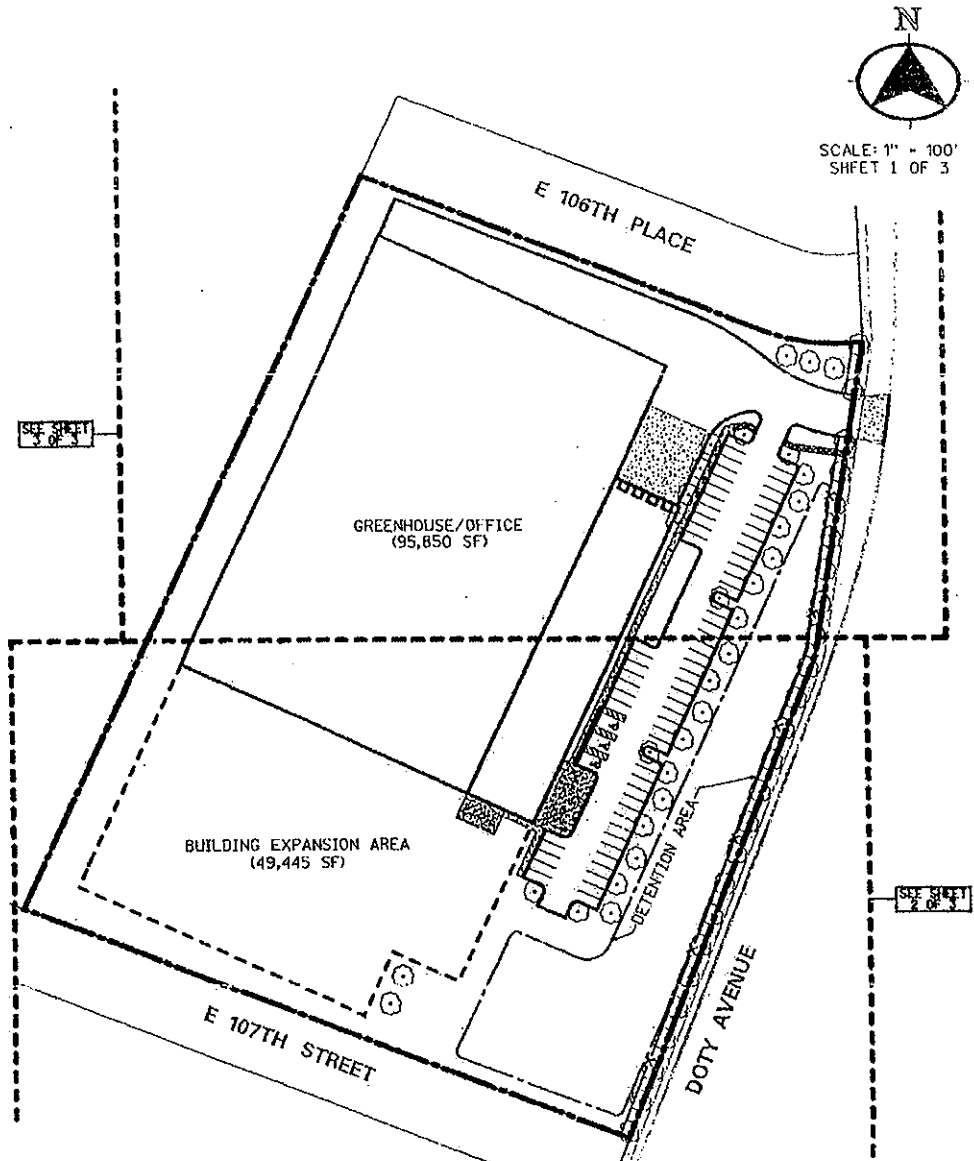 N
SCALE: 1" = 100'
SHEET 1 OF 3
E 106TH PLACE
SEE SHEET
3 OF 3
GREENHOUSE/OFFICE
(95,850 SF)
BUILDING EXPANSION AREA
(49,445 SF)
DETENTION AREA
SEE SHEET
2 OF 3
DOTY AVENUE
E 107TH STREET